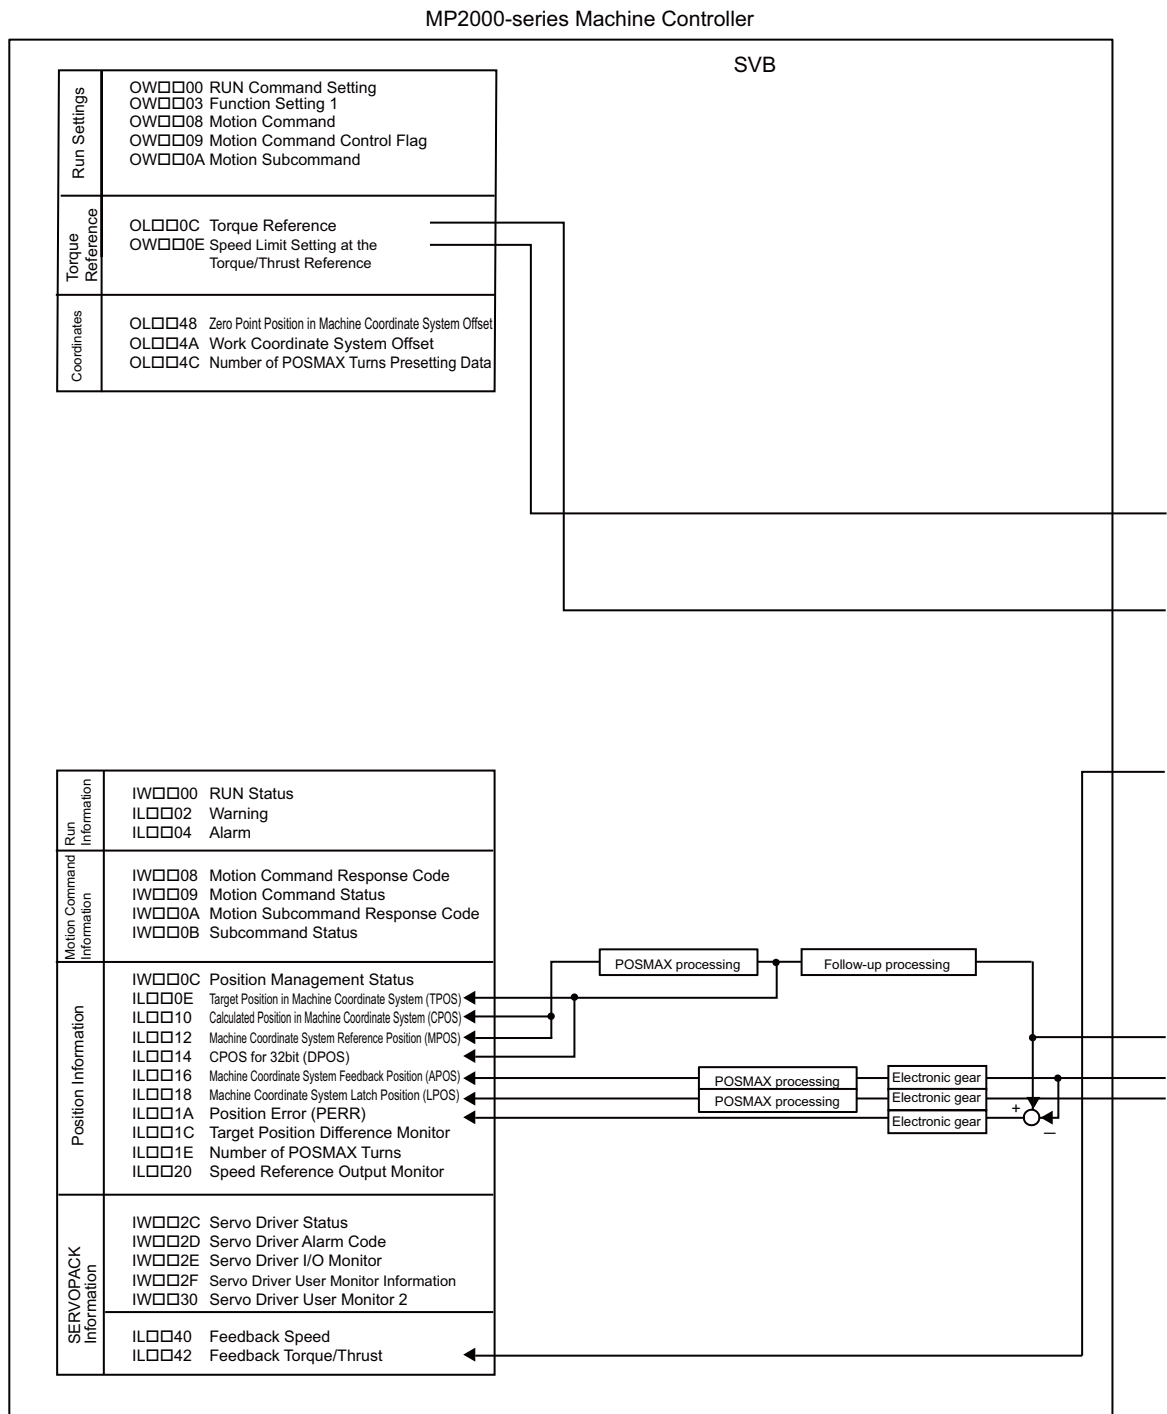 MP2000-series Machine Controller
SVB
Run Settings
OW□□00 RUN Command Setting
OW□□03 Function Setting 1
OW□□08 Motion Command
OW□□09 Motion Command Control Flag
OW□□0A Motion Subcommand
Torque
Reference
OL□□0C Torque Reference
OW□□0E Speed Limit Setting at the
Torque/Thrust Reference
Coordinates
OL□□48 Zero Point Position in Machine Coordinate System Offset
OL□□4A Work Coordinate System Offset
OL□□4C Number of POSMAX Turns Presetting Data
Run
Information
IW□□00 RUN Status
IL□□02 Warning
IL□□04 Alarm
Motion Command
Information
IW□□08 Motion Command Response Code
IW□□09 Motion Command Status
IW□□0A Motion Subcommand Response Code
IW□□0B Subcommand Status
Position Information
IW□□0C Position Management Status
IL□□0E Target Position in Machine Coordinate System (TPOS)
IL□□10 Calculated Position in Machine Coordinate System (CPOS)
IL□□12 Machine Coordinate System Reference Position (MPOS)
IL□□14 CPOS for 32bit (DPOS)
IL□□16 Machine Coordinate System Feedback Position (APOS)
IL□□18 Machine Coordinate System Latch Position (LPOS)
IL□□1A Position Error (PERR)
IL□□1C Target Position Difference Monitor
IL□□1E Number of POSMAX Turns
IL□□20 Speed Reference Output Monitor
POSMAX processing
Follow-up processing
POSMAX processing
Electronic gear
POSMAX processing
Electronic gear
Electronic gear
+
−
SERVOPACK
Information
IW□□2C Servo Driver Status
IW□□2D Servo Driver Alarm Code
IW□□2E Servo Driver I/O Monitor
IW□□2F Servo Driver User Monitor Information
IW□□30 Servo Driver User Monitor 2
IL□□40 Feedback Speed
IL□□42 Feedback Torque/Thrust